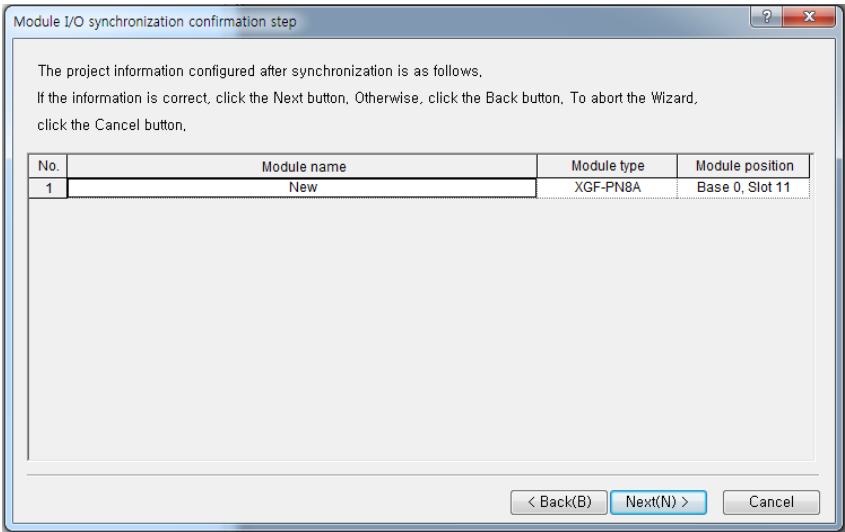 Module I/O synchronization confirmation step
?
The project information configured after synchronization is as follows,
If the information is correct, click the Next button, Otherwise, click the Back button, To abort the Wizard,
click the Cancel button,
No. Module name Module type Module position
1 New XGF-PN8A Base 0, Slot 11
< Back(B) Next(N) > Cancel